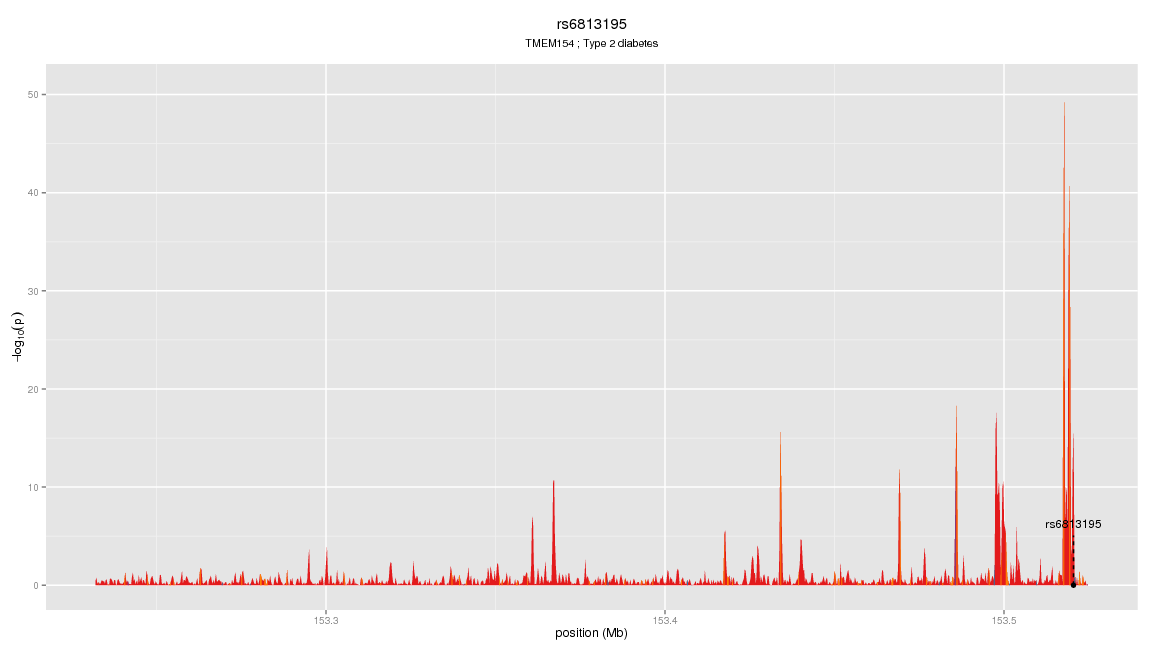 rs6813195
TMEM154 ; Type 2 diabetes
50
40
30
20
10
0
−log10(p)
rs6813195
153.3
153.4
153.5
position (Mb)